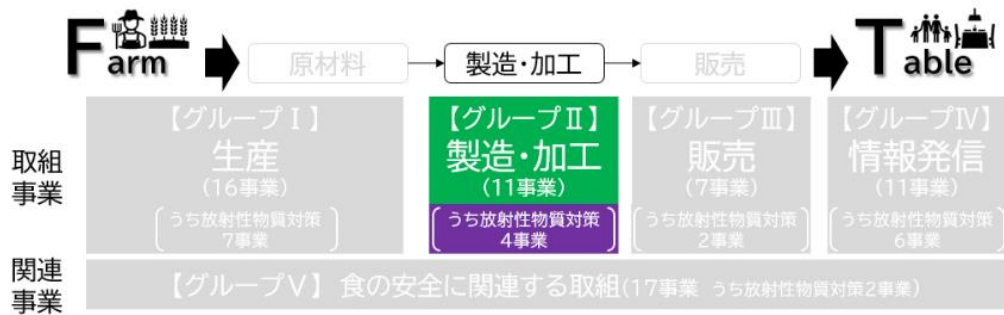 Farm
原材料
製造・加工
販売
Table
取組
事業
【グループⅠ】
生産
（16事業）
うち放射性物質対策
7事業
【グループⅡ】
製造・加工
（11事業）
うち放射性物質対策
4事業
【グループⅢ】
販売
（7事業）
うち放射性物質対策
2事業
【グループⅣ】
情報発信
（11事業）
うち放射性物質対策
6事業
関連
事業
【グループⅤ】 食の安全に関連する取組（17事業 うち放射性物質対策2事業）